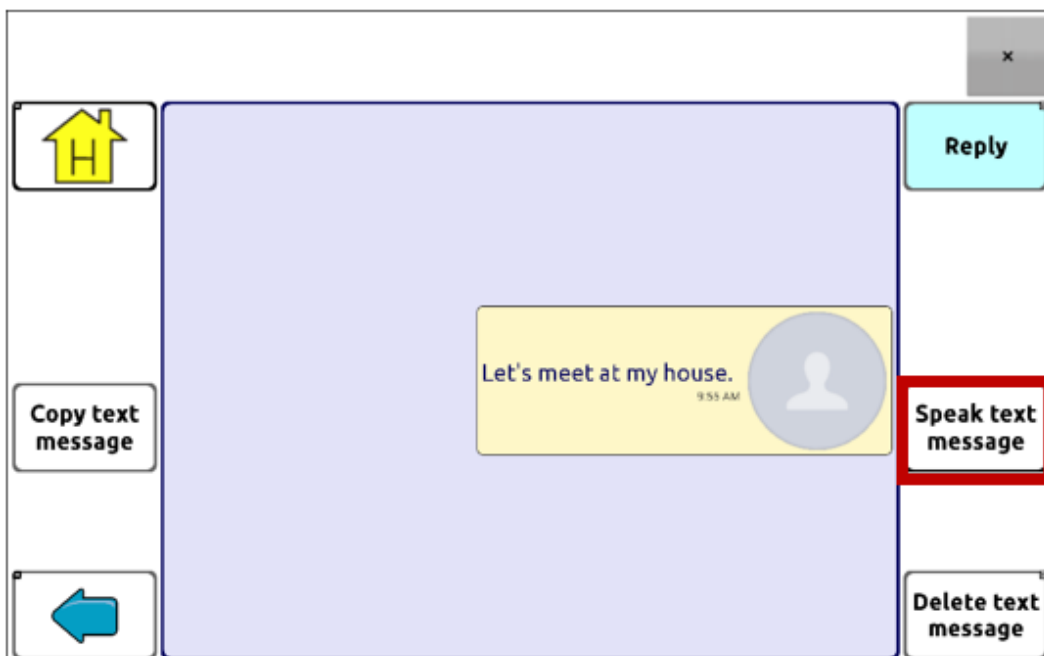 ×
H
Reply
Let's meet at my house.
9:55 AM
Copy text
message
Speak text
message
Delete text
message